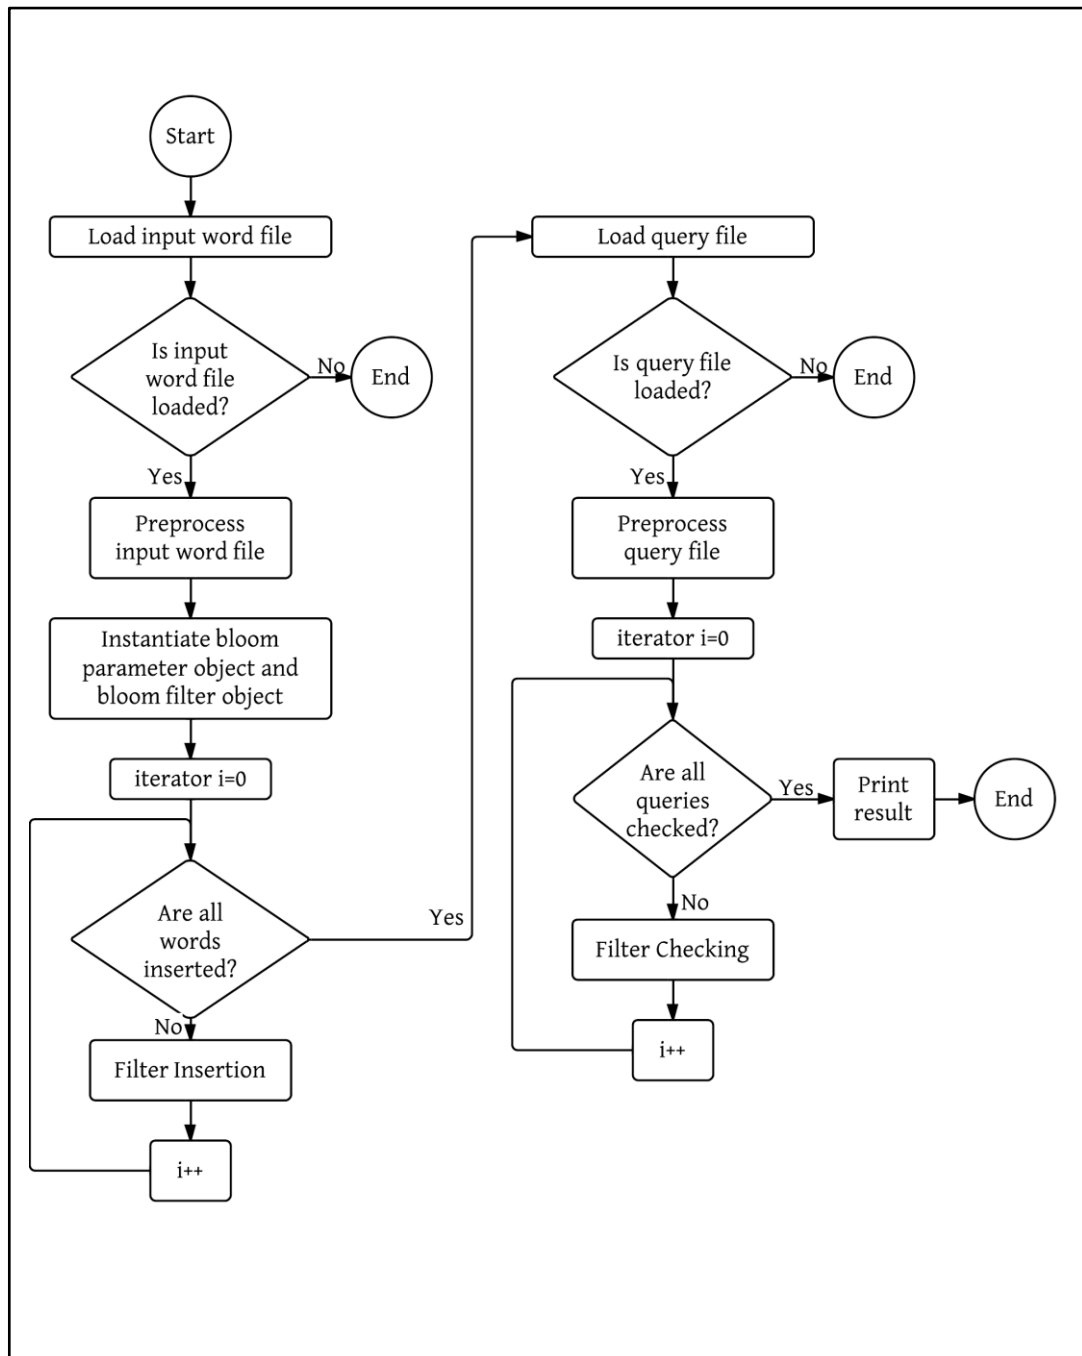 Start
Load input word file
Is input
word file
loaded?
No
End
Yes
Preprocess
input word file
Instantiate bloom
parameter object and
bloom filter object
iterator i=0
Are all
words
inserted?
Yes
No
Filter Insertion
i++
Load query file
Is query file
loaded?
No
End
Yes
Preprocess
query file
iterator i=0
Are all
queries
checked?
Yes
Print
result
End
No
Filter Checking
i++